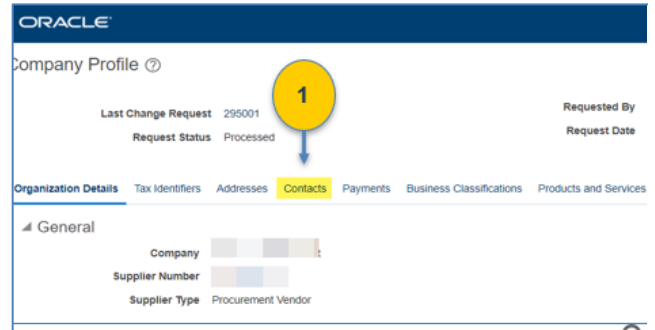 ORACLE
Company Profile ?
1
Last Change Request 295001 Requested By
Request Status Processed Request Date
Organization Details Tax Identifiers Addresses Contacts Payments Business Classifications Products and Services
General
Company
Supplier Number
Supplier Type Procurement Vendor